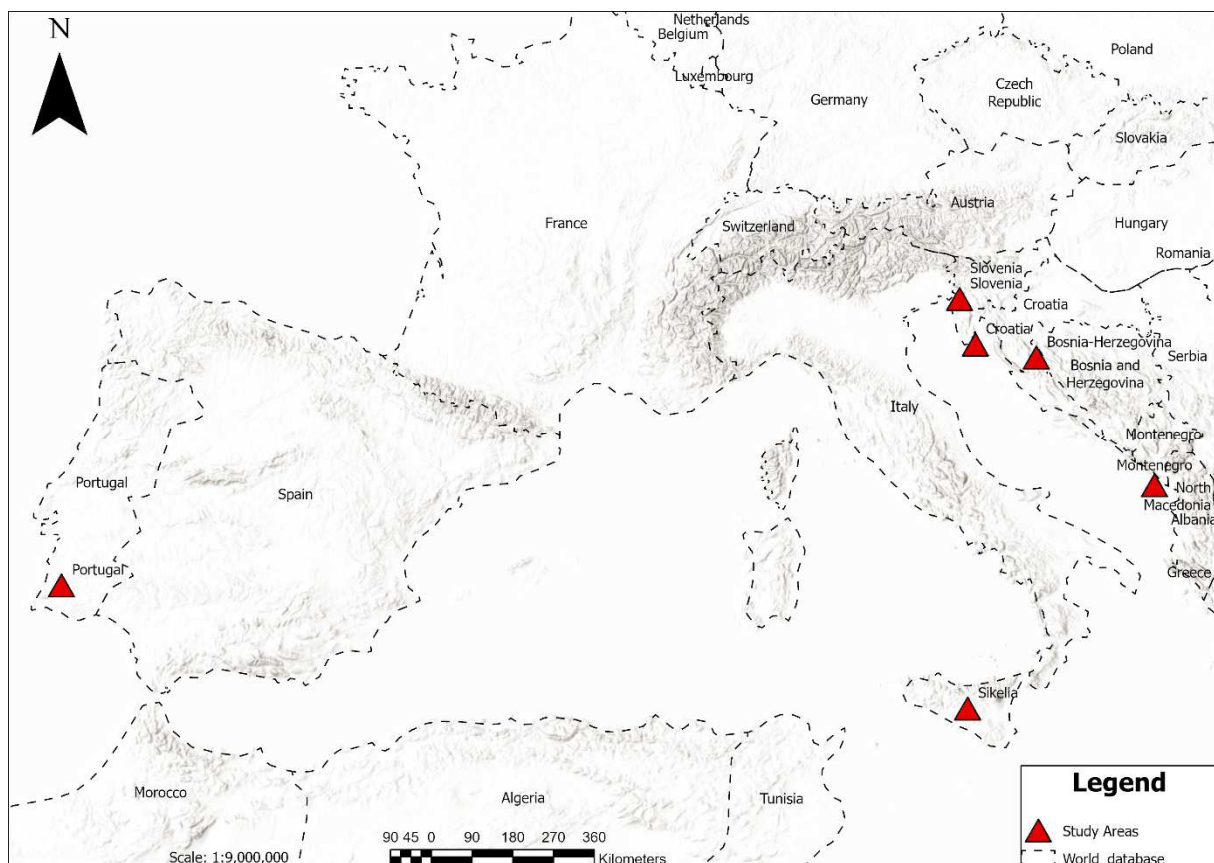 N
Netherlands
Belgium
Luxembourg
Poland
Czech
Republic
Germany
Slovakia
Austria
France
Switzerland
Hungary
Romania
Slovenia
Slovenia
Croatia
Croatia
Bosnia-Herzegovina
Bosnia and
Herzegovina
Serbia
Italy
Montenegro
Montenegro
North
Macedonia
Albania
Greece
Portugal
Spain
Portugal
Sikelia
Morocco
Algeria
Tunisia
Scale: 1:9.000.000
90 45 0 90 180 270 360
Kilometers
Legend
Study Areas
World_database